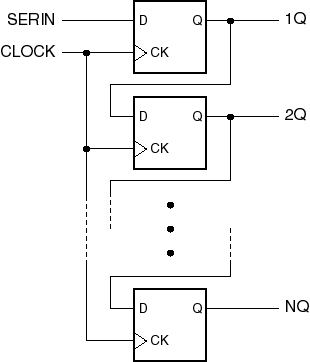 SERIN D Q 1Q
CLOCK CK
D Q 2Q
CK
D Q NQ
CK